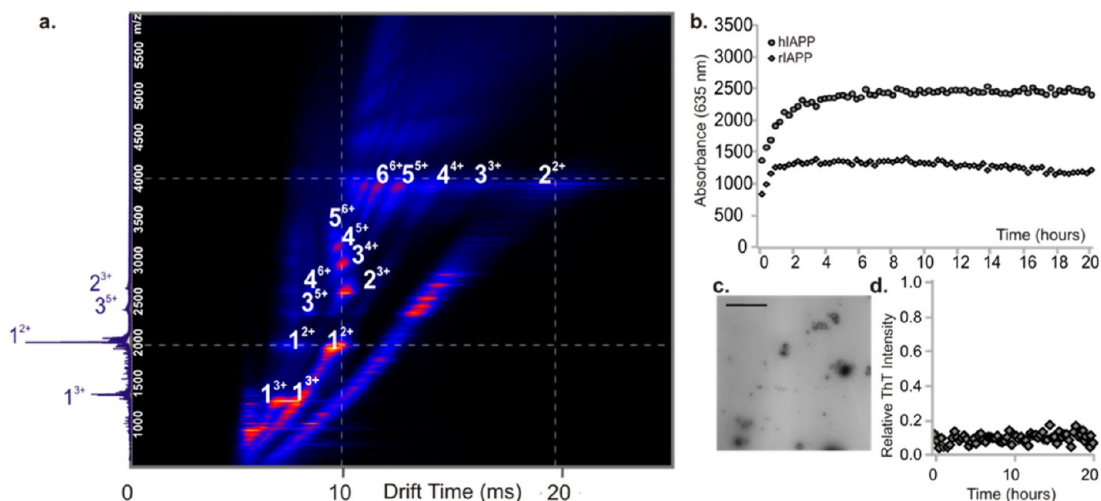 a.
m/z
5500
5000
4500
4000
3500
3000
2500
2000
1500
1000
2³⁺
3⁵⁺
1²⁺
1³⁺
6⁶⁺ 5⁵⁺ 4⁴⁺ 3³⁺ 2²⁺
5⁶⁺
4⁵⁺
3⁴⁺
4⁶⁺ 2³⁺
3⁵⁺
1²⁺ 1²⁺
1³⁺ 1³⁺
0 10 20
Drift Time (ms)
b.
Absorbance (635 nm)
3500
3000
2500
2000
1500
1000
500
0
hIAPP
rIAPP
Time (hours)
0 2 4 6 8 10 12 14 16 18 20
c.
d.
Relative ThT Intensity
1.0
0.8
0.6
0.4
0.2
0.0
0 10 20
Time (hours)